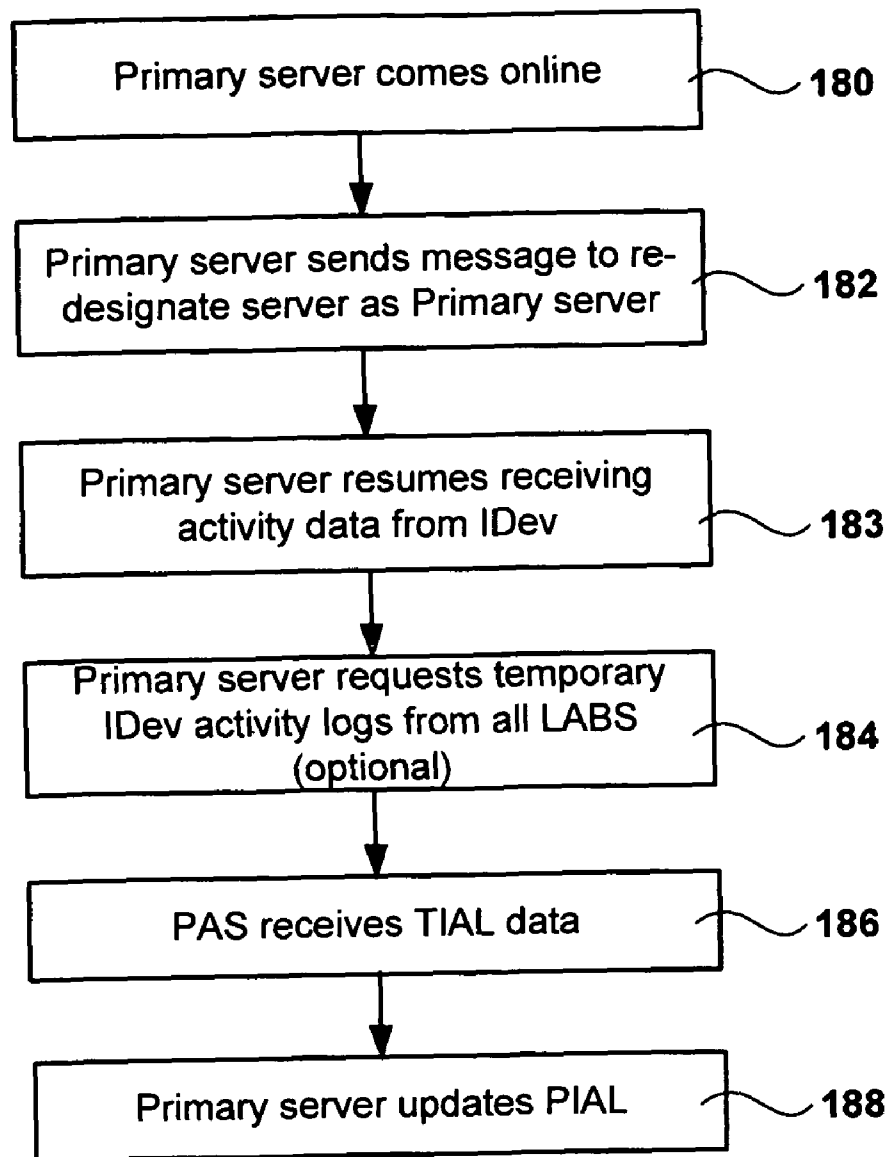 Primary server comes online
180
Primary server sends message to re-
designate server as Primary server
182
Primary server resumes receiving
activity data from IDev
183
Primary server requests temporary
IDev activity logs from all LABS
(optional)
184
PAS receives TIAL data
186
Primary server updates PIAL
188